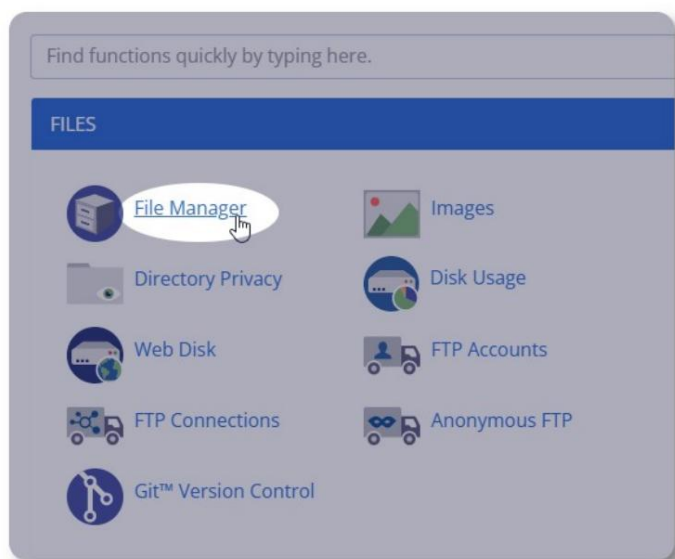 Find functions quickly by typing here.
FILES
File Manager
Images
Directory Privacy
Disk Usage
Web Disk
FTP Accounts
FTP Connections
Anonymous FTP
Git™ Version Control